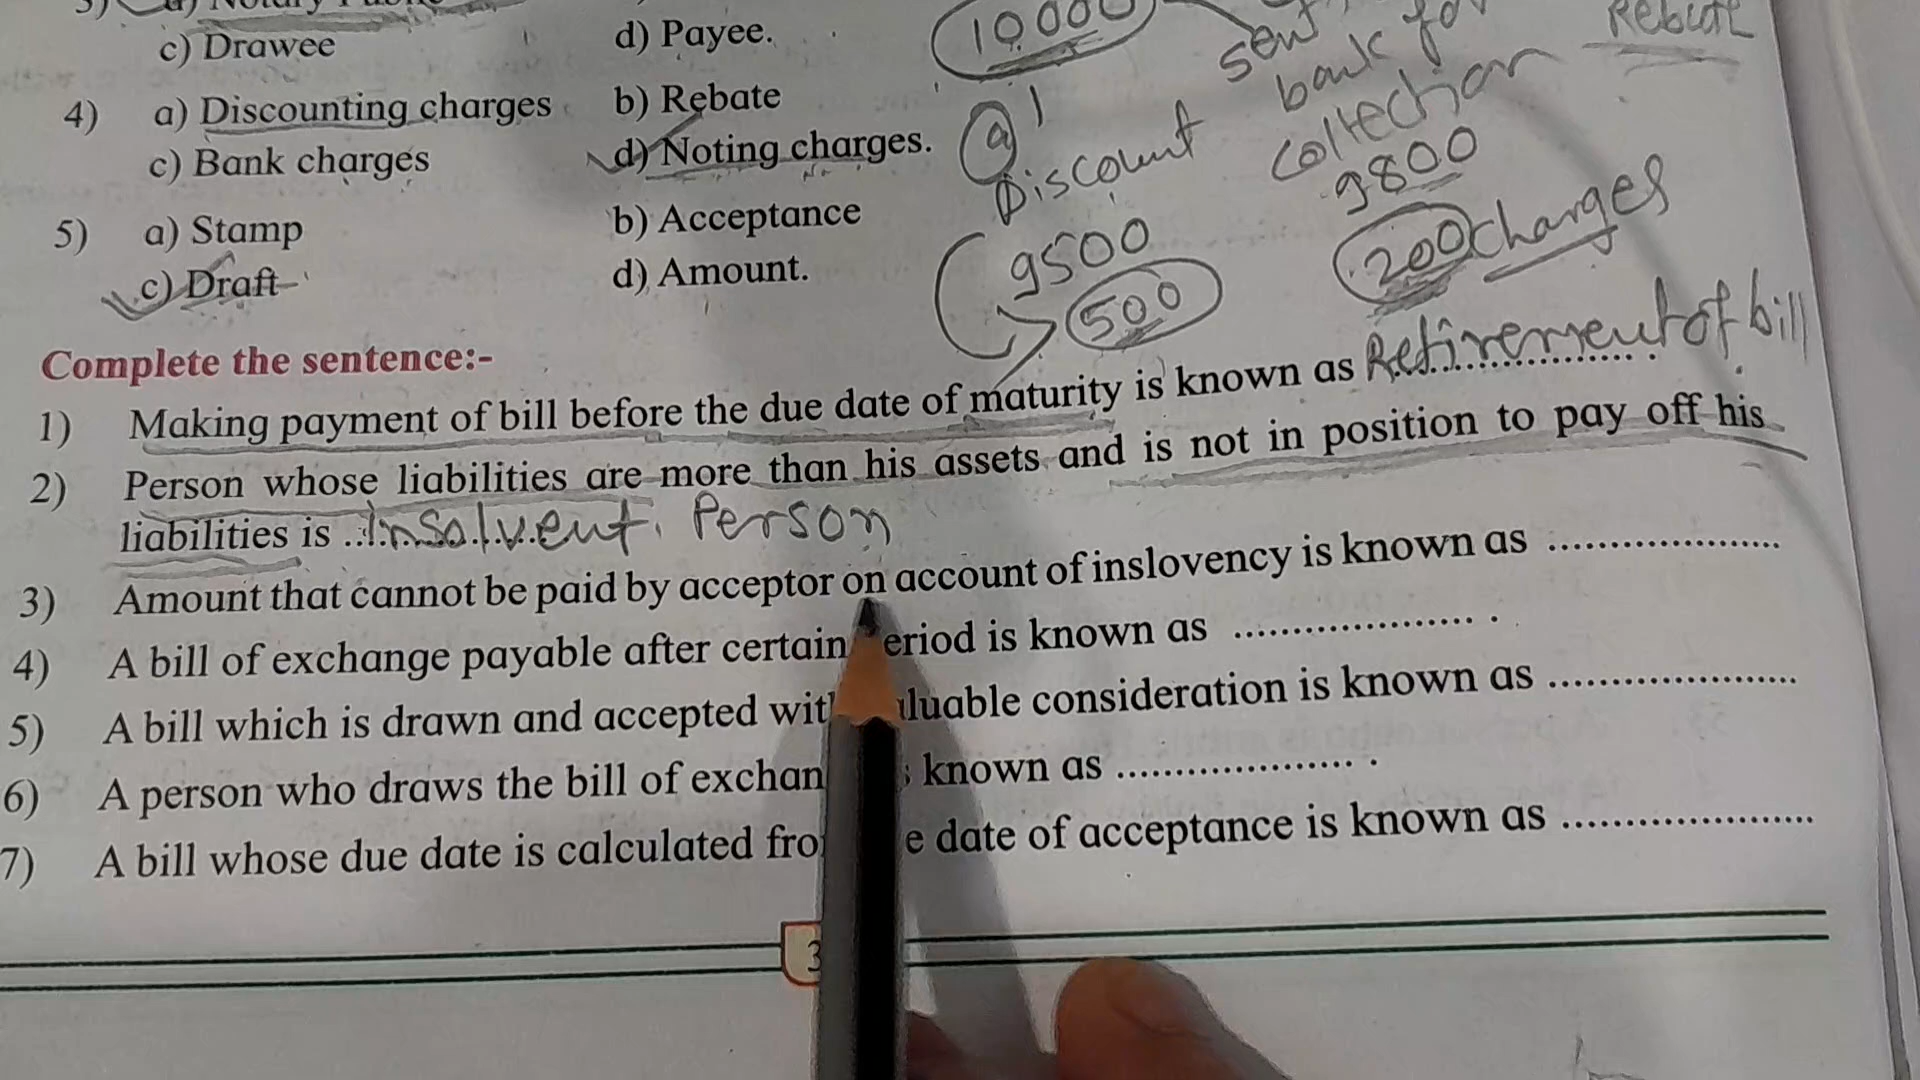 c) Drawee d) Payee.
10000 sent bank for collection Rebate
4) a) Discounting charges b) Rebate
c) Bank charges d) Noting charges.
Discount 9800
200 charges
5) a) Stamp b) Acceptance
9500
500
c) Draft d) Amount.
Complete the sentence:-
1) Making payment of bill before the due date of maturity is known as Retirement of bill
2) Person whose liabilities are more than his assets and is not in position to pay off his
liabilities is Insolvent. Person
3) Amount that cannot be paid by acceptor on account of inslovency is known as ....................
4) A bill of exchange payable after certain eriod is known as .................... .
5) A bill which is drawn and accepted wit luable consideration is known as .....................
6) A person who draws the bill of exchan known as .................... .
7) A bill whose due date is calculated fro e date of acceptance is known as .....................
3